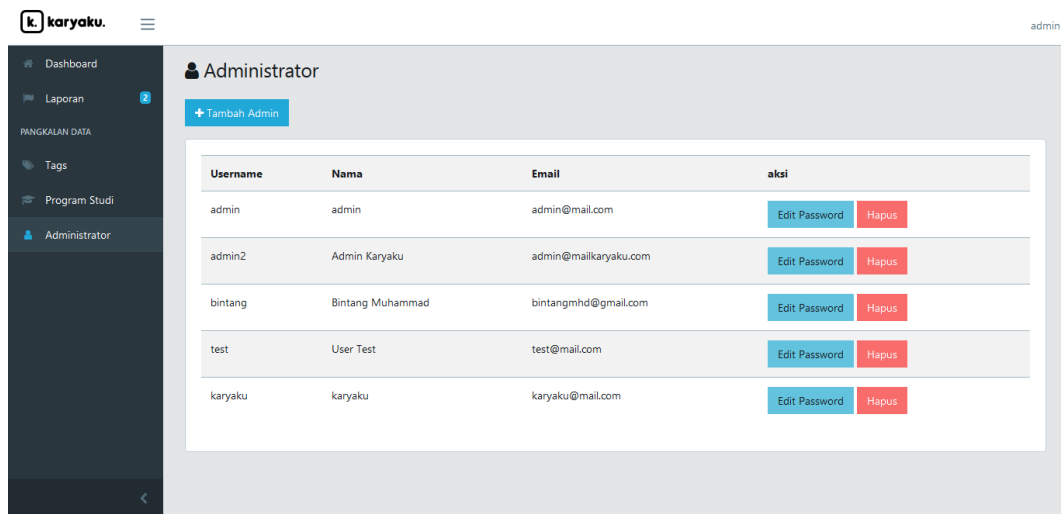 k. karyaku.
admin
Dashboard
Laporan 2
PANGKALAN DATA
Tags
Program Studi
Administrator
Administrator
+ Tambah Admin
Username Nama Email aksi
admin admin admin@mail.com Edit Password Hapus
admin2 Admin Karyaku admin@mailkaryaku.com Edit Password Hapus
bintang Bintang Muhammad bintangmhd@gmail.com Edit Password Hapus
test User Test test@mail.com Edit Password Hapus
karyaku karyaku karyaku@mail.com Edit Password Hapus